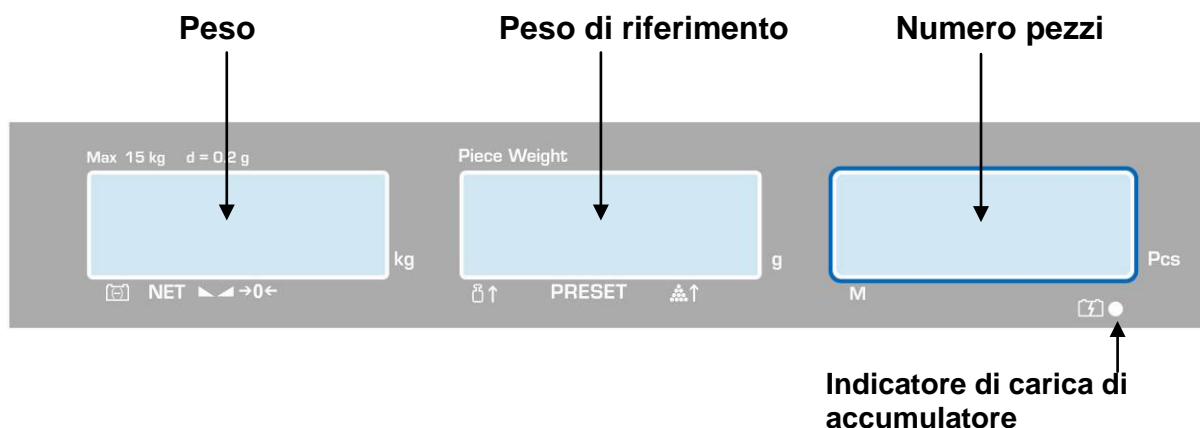 Peso Peso di riferimento Numero pezzi
Max 15 kg d = 0.2 g Piece Weight
kg g Pcs
NET →0← PRESET M
Indicatore di carica di
accumulatore